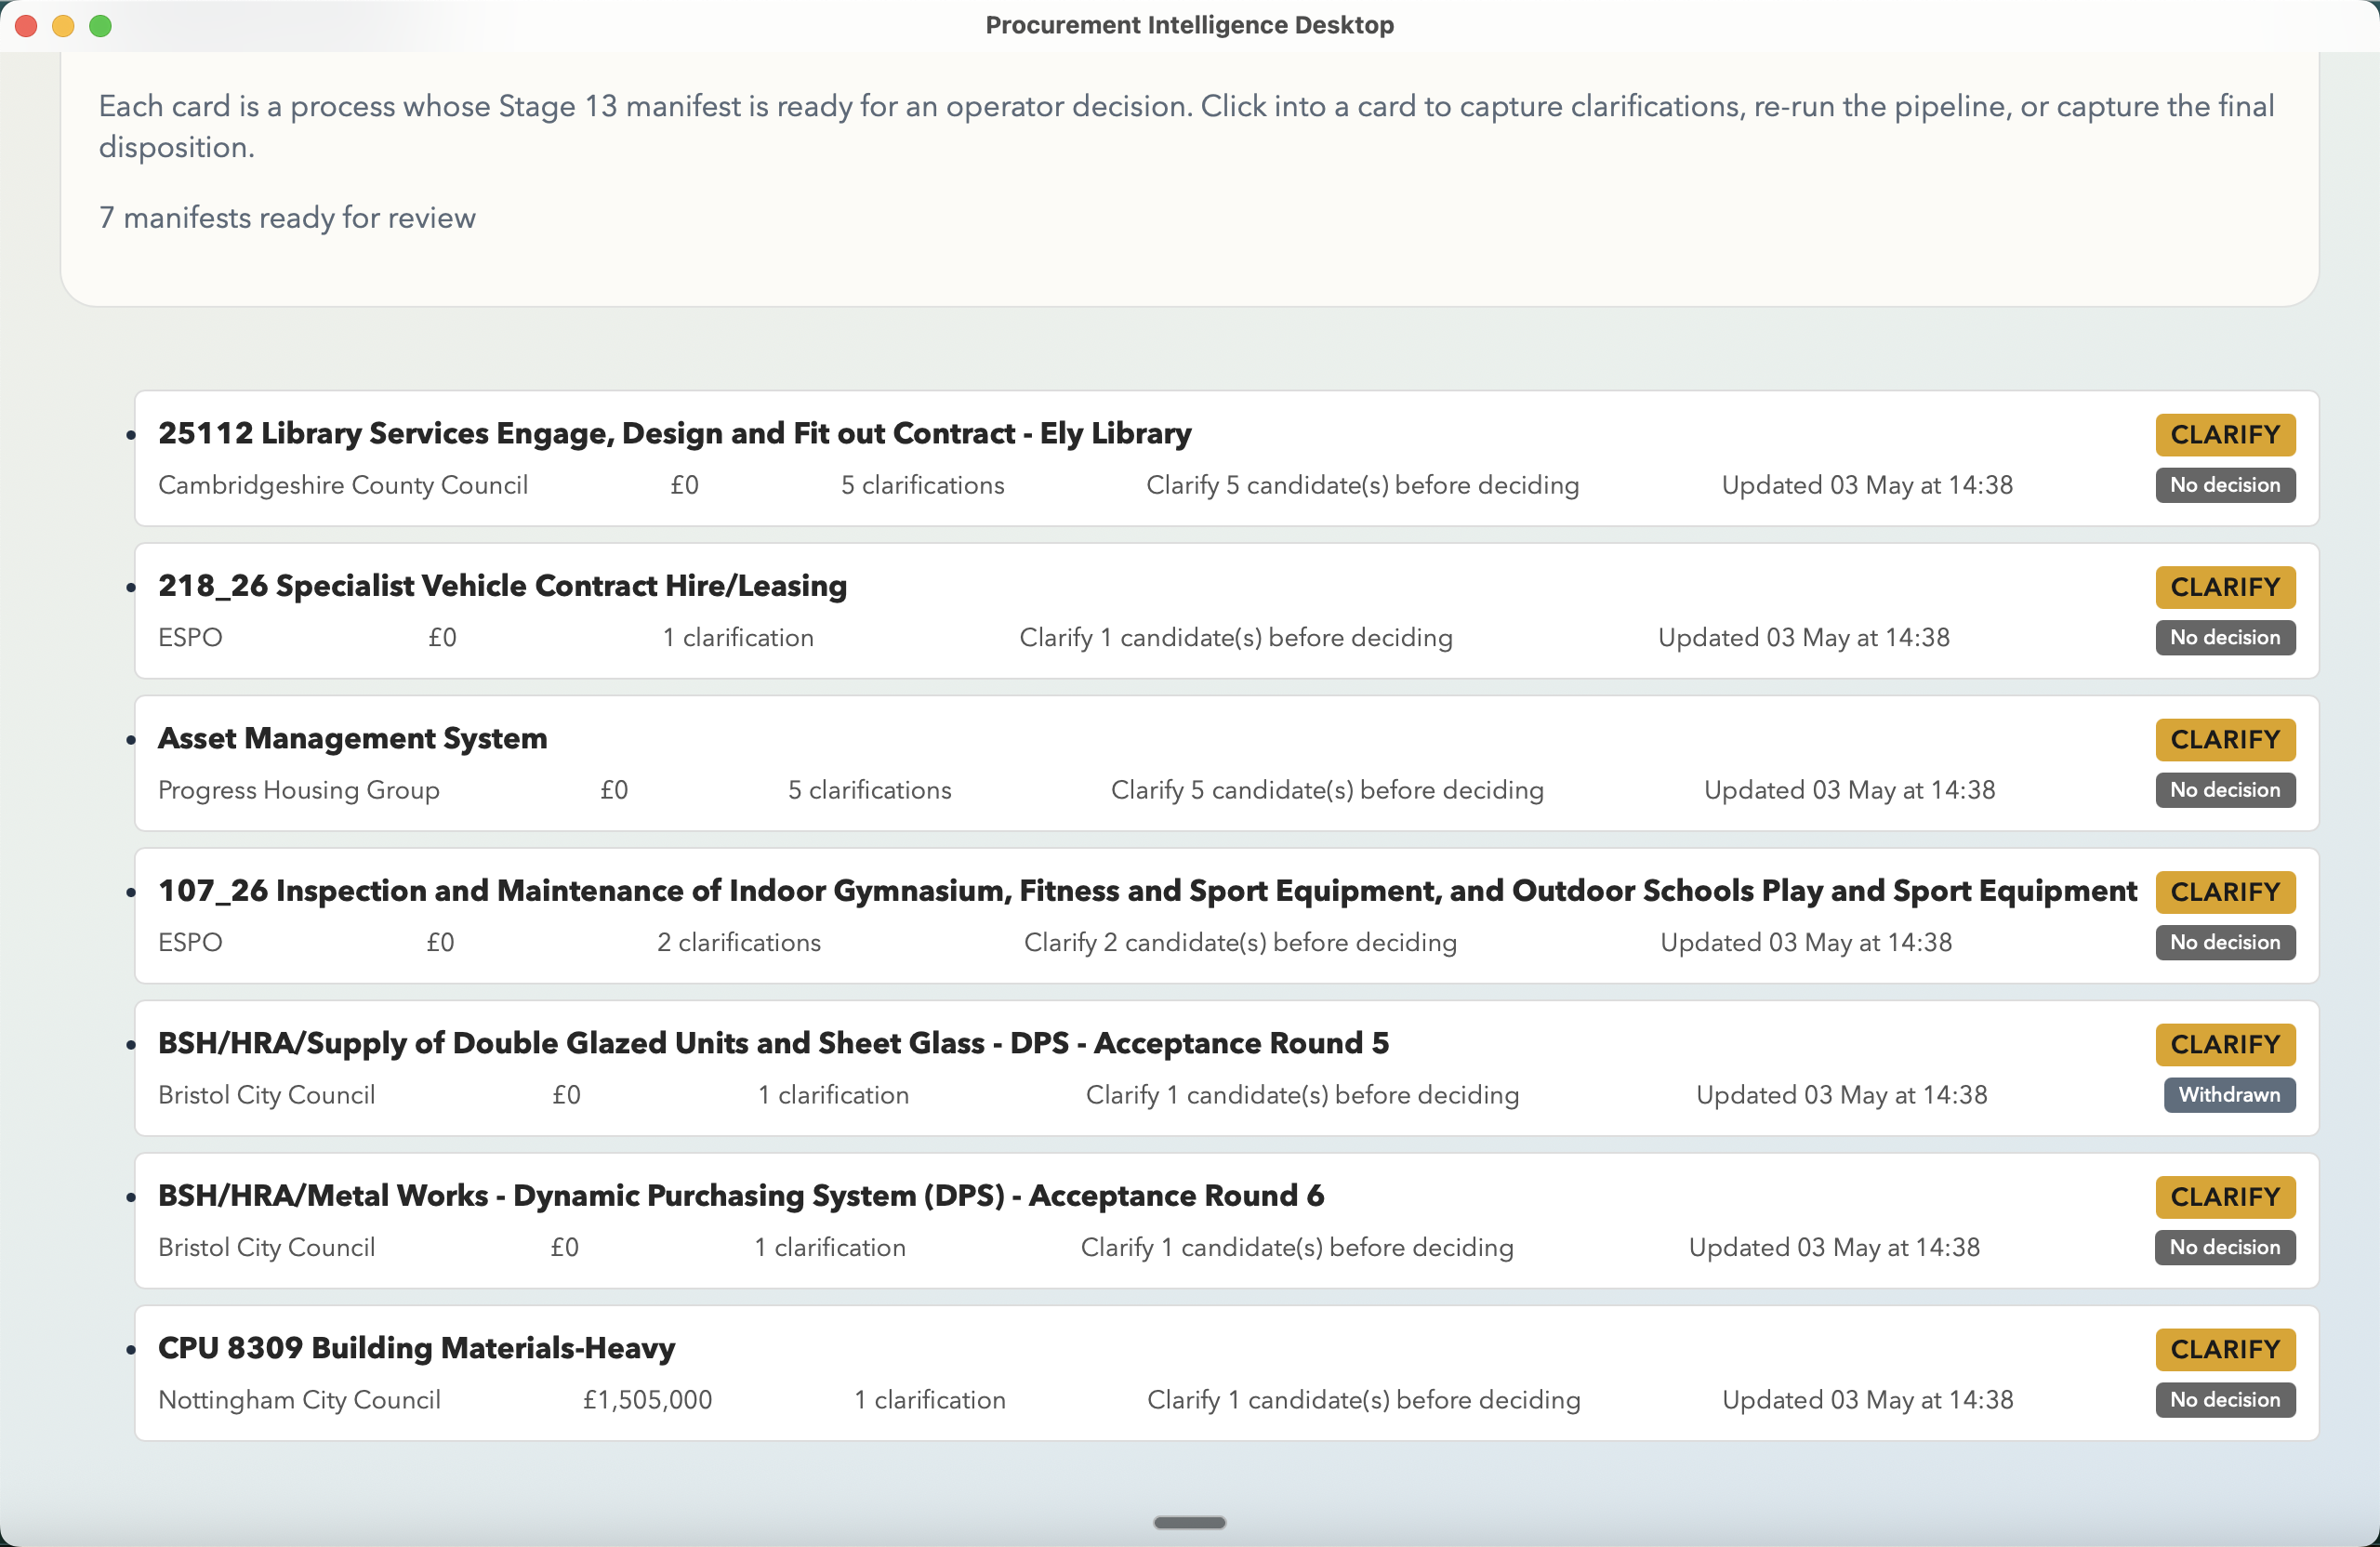 Procurement Intelligence Desktop
Each card is a process whose Stage 13 manifest is ready for an operator decision. Click into a card to capture clarifications, re-run the pipeline, or capture the final
disposition.
7 manifests ready for review
25112 Library Services Engage, Design and Fit out Contract - Ely Library CLARIFY
Cambridgeshire County Council £0 5 clarifications Clarify 5 candidate(s) before deciding Updated 03 May at 14:38 No decision
218_26 Specialist Vehicle Contract Hire/Leasing CLARIFY
ESPO £0 1 clarification Clarify 1 candidate(s) before deciding Updated 03 May at 14:38 No decision
Asset Management System CLARIFY
Progress Housing Group £0 5 clarifications Clarify 5 candidate(s) before deciding Updated 03 May at 14:38 No decision
107_26 Inspection and Maintenance of Indoor Gymnasium, Fitness and Sport Equipment, and Outdoor Schools Play and Sport Equipment CLARIFY
ESPO £0 2 clarifications Clarify 2 candidate(s) before deciding Updated 03 May at 14:38 No decision
BSH/HRA/Supply of Double Glazed Units and Sheet Glass - DPS - Acceptance Round 5 CLARIFY
Bristol City Council £0 1 clarification Clarify 1 candidate(s) before deciding Updated 03 May at 14:38 Withdrawn
BSH/HRA/Metal Works - Dynamic Purchasing System (DPS) - Acceptance Round 6 CLARIFY
Bristol City Council £0 1 clarification Clarify 1 candidate(s) before deciding Updated 03 May at 14:38 No decision
CPU 8309 Building Materials-Heavy CLARIFY
Nottingham City Council £1,505,000 1 clarification Clarify 1 candidate(s) before deciding Updated 03 May at 14:38 No decision